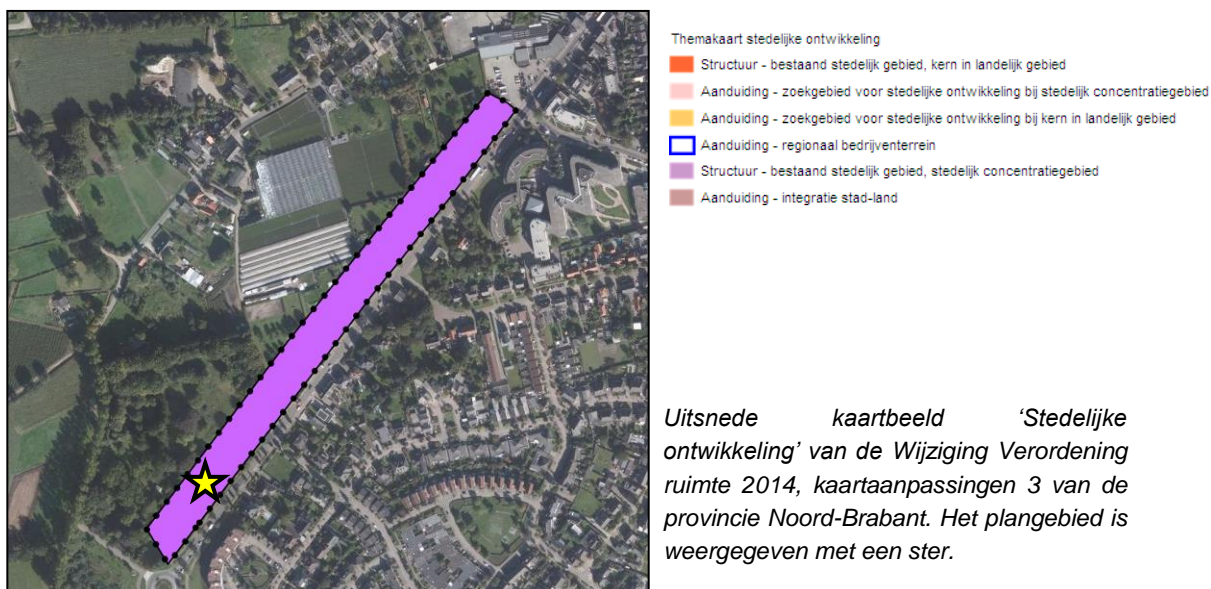 Themakaart stedelijke ontwikkeling
Structuur - bestaand stedelijk gebied, kern in landelijk gebied
Aanduiding - zoekgebied voor stedelijke ontwikkeling bij stedelijk concentratiegebied
Aanduiding - zoekgebied voor stedelijke ontwikkeling bij kern in landelijk gebied
Aanduiding - regionaal bedrijventerrein
Structuur - bestaand stedelijk gebied, stedelijk concentratiegebied
Aanduiding - integratie stad-land
Uitsnede kaartbeeld ‘Stedelijke
ontwikkeling’ van de Wijziging Verordening
ruimte 2014, kaartaanpassingen 3 van de
provincie Noord-Brabant. Het plangebied is
weergegeven met een ster.